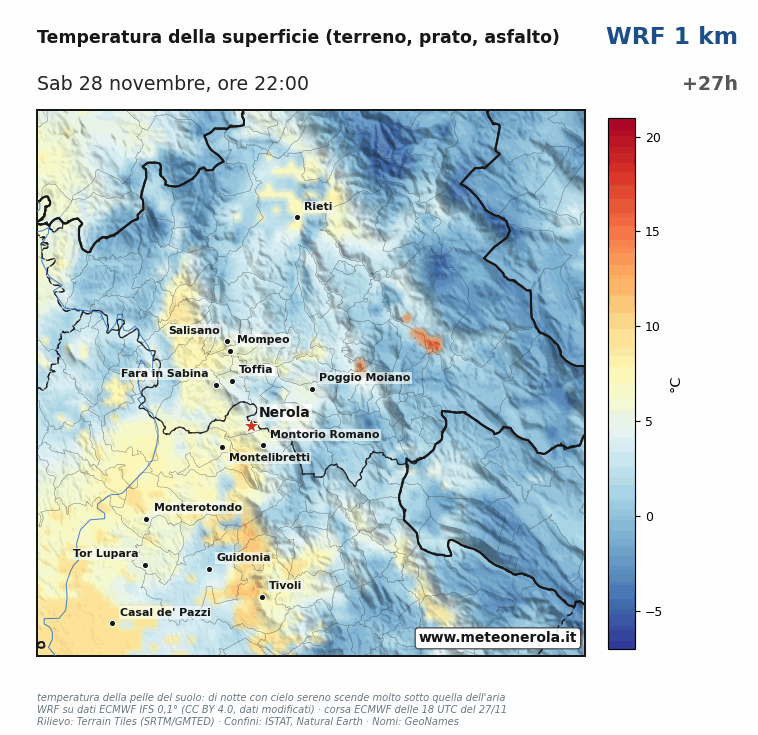 Temperatura della superficie (terreno, prato, asfalto)
WRF 1 km
Sab 28 novembre, ore 22:00
+27h
Rieti
Salisano
Mompeo
Fara in Sabina
Toffia
Poggio Moiano
Nerola
Montorio Romano
Montelibretti
Monterotondo
Tor Lupara
Guidonia
Tivoli
Casal de' Pazzi
www.meteonerola.it
20
15
10
5
0
−5
°C
temperatura della pelle del suolo: di notte con cielo sereno scende molto sotto quella dell'aria
WRF su dati ECMWF IFS 0,1° (CC BY 4.0, dati modificati) · corsa ECMWF delle 18 UTC del 27/11
Rilievo: Terrain Tiles (SRTM/GMTED) · Confini: ISTAT, Natural Earth · Nomi: GeoNames